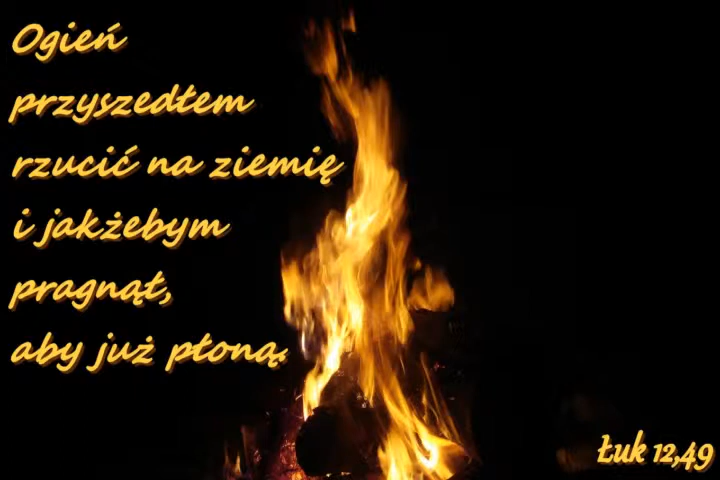 Ogień
przyszedłem
rzucić na ziemię
i jakżebym
pragnął,
aby już płoną.
Łuk 12,49